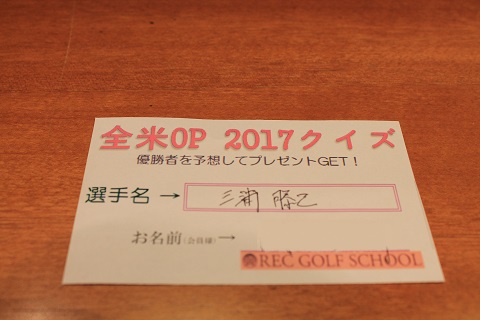 全米OP 2017クイズ
優勝者を予想してプレゼントGET！
選手名 → 三浦
お名前(会員様)→
REC GOLF SCHOOL